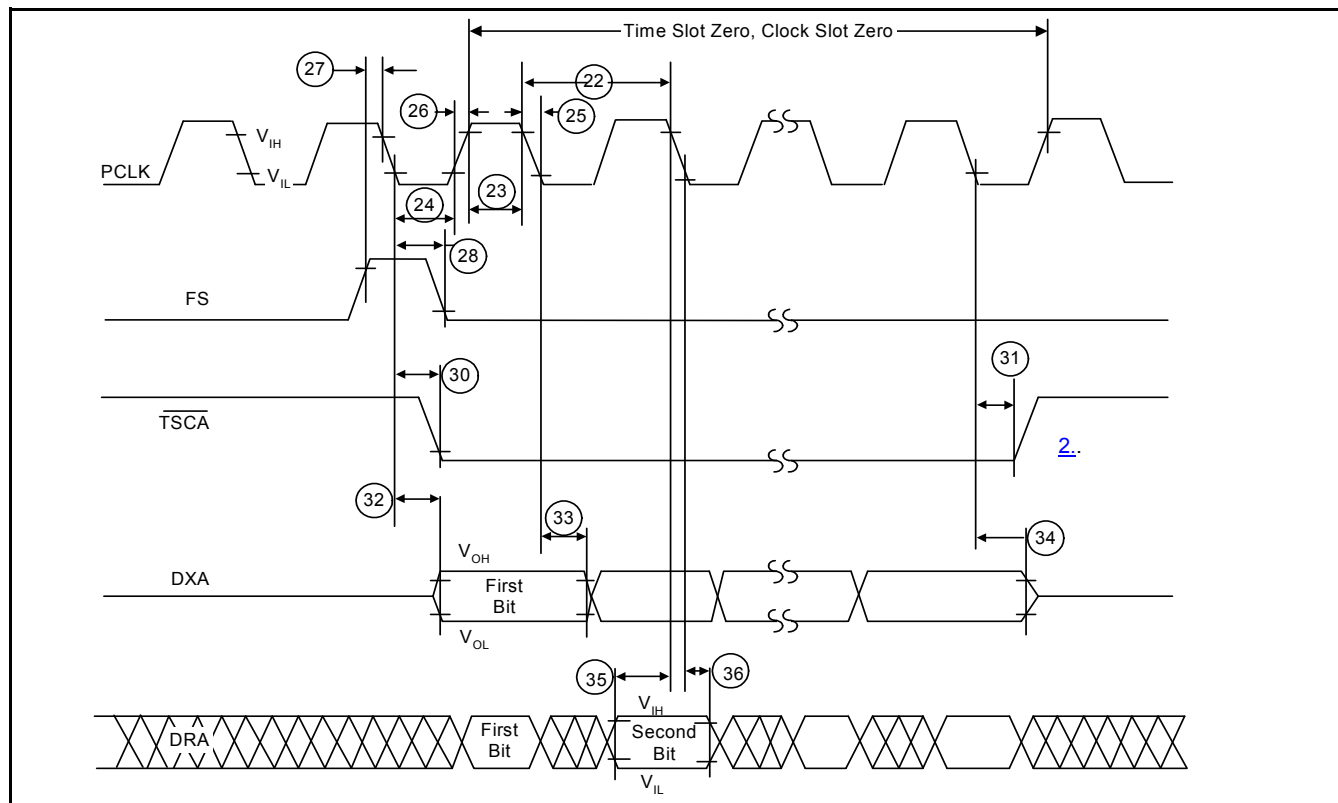 Time Slot Zero, Clock Slot Zero
27
22
26
25
V_IH
V_IL
PCLK
23
24
28
FS
30
31
TSCA
2..
32
33
34
V_OH
DXA
First
Bit
V_OL
35
36
V_IH
DRA
First
Bit
Second
Bit
V_IL